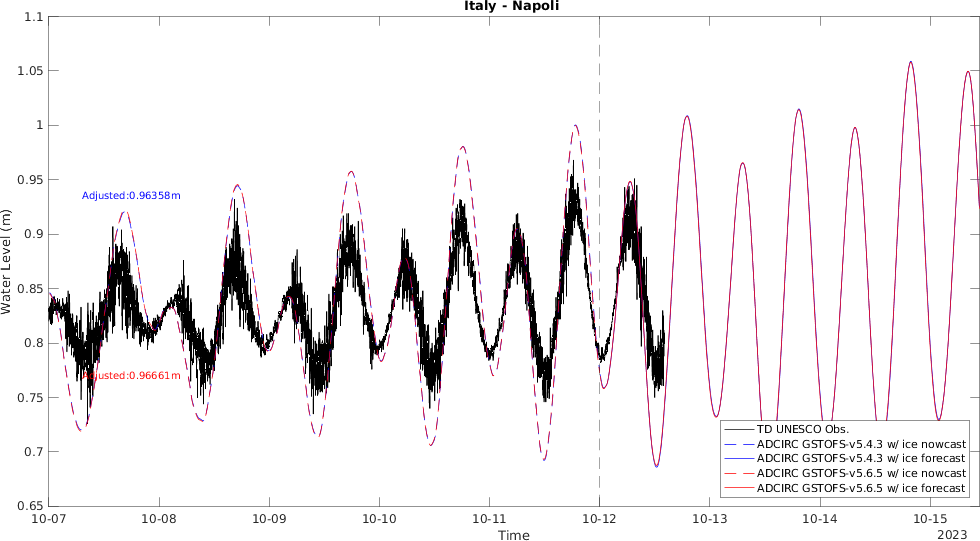 Italy - Napoli
1.1
1.05
1
0.95
0.9
0.85
0.8
0.75
0.7
0.65
Water Level (m)
Adjusted:0.96358m
Adjusted:0.96661m
TD UNESCO Obs.
ADCIRC GSTOFS-v5.4.3 w/ ice nowcast
ADCIRC GSTOFS-v5.4.3 w/ ice forecast
ADCIRC GSTOFS-v5.6.5 w/ ice nowcast
ADCIRC GSTOFS-v5.6.5 w/ ice forecast
10-07 10-08 10-09 10-10 10-11 10-12 10-13 10-14 10-15
Time
2023